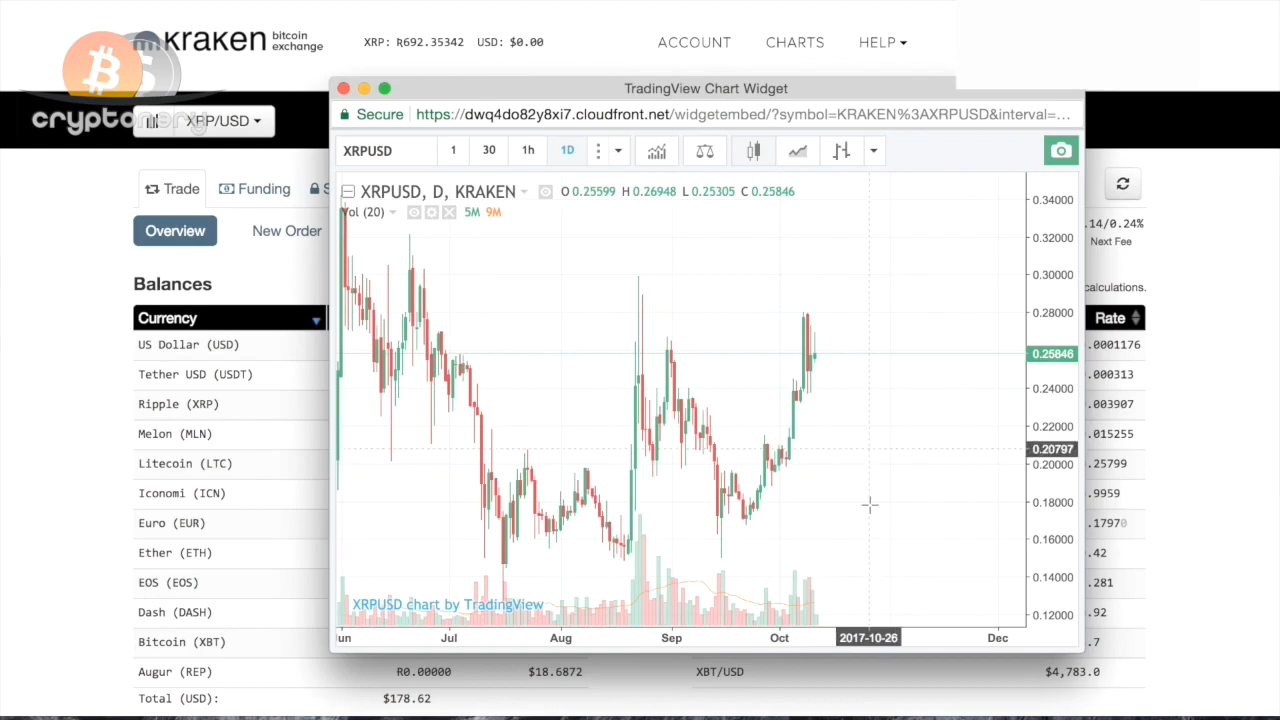 kraken bitcoin exchange XRP: Ʀ692.35342 USD: $0.00 ACCOUNT CHARTS HELP
TradingView Chart Widget
Secure https://dwq4do82y8xi7.cloudfront.net/widgetembed/?symbol=KRAKEN%3AXRPUSD&interval=...
XRP/USD
XRPUSD 1 30 1h 1D
Trade Funding S
XRPUSD, D, KRAKEN O 0.25599 H 0.26948 L 0.25305 C 0.25846
Vol (20) 5M 9M
.14/0.24%
Next Fee
Overview New Order
Balances
calculations.
Currency
Rate
US Dollar (USD)
.0001176
Tether USD (USDT)
.000313
Ripple (XRP)
.003907
Melon (MLN)
.015255
Litecoin (LTC)
.25799
Iconomi (ICN)
.9959
Euro (EUR)
.17970
Ether (ETH)
.42
EOS (EOS)
.281
Dash (DASH)
.92
Bitcoin (XBT)
.7
Augur (REP) R0.00000 $18.6872 XBT/USD $4,783.0
Total (USD): $178.62
0.34000
0.32000
0.30000
0.28000
0.25846
0.24000
0.22000
0.20797
0.20000
0.18000
0.16000
0.14000
0.12000
XRPUSD chart by TradingView
Jul Aug Sep Oct 2017-10-26 Dec